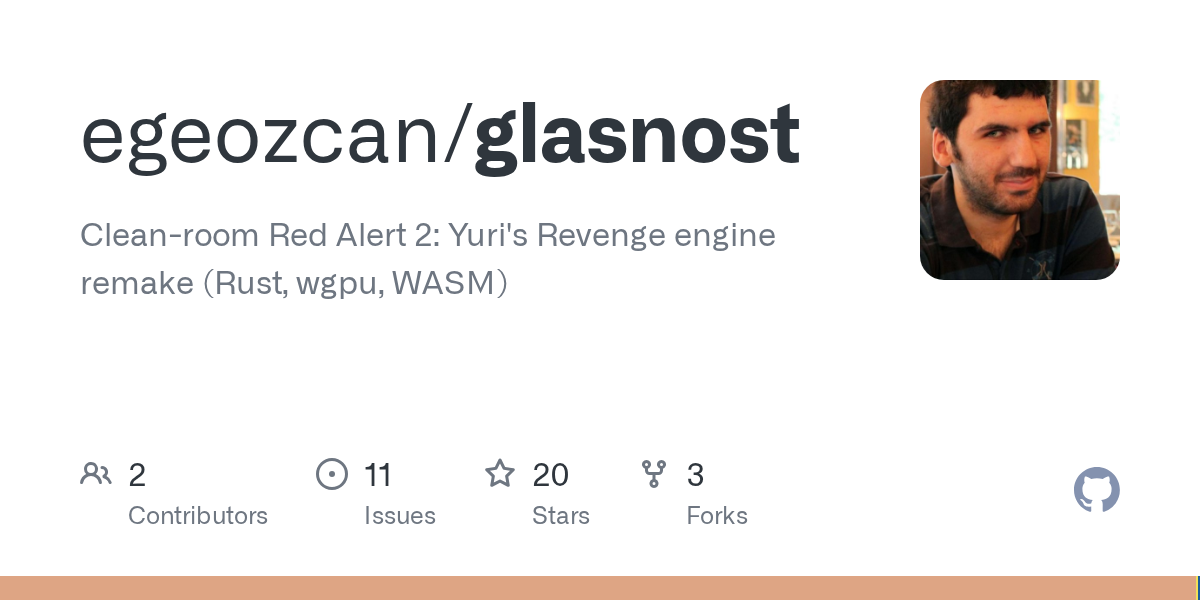 egeozcan/glasnost
Clean-room Red Alert 2: Yuri's Revenge engine
remake (Rust, wgpu, WASM)
2
Contributors
11
Issues
20
Stars
3
Forks